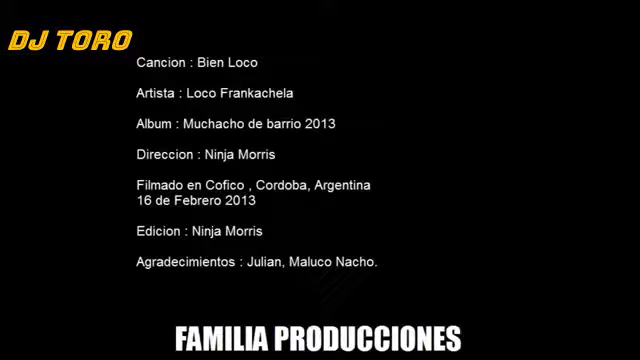 DJ TORO
Cancion : Bien Loco
Artista : Loco Frankachela
Album : Muchacho de barrio 2013
Direccion : Ninja Morris
Filmado en Cofico , Cordoba, Argentina
16 de Febrero 2013
Edicion : Ninja Morris
Agradecimientos : Julian, Maluco Nacho.
FAMILIA PRODUCCIONES